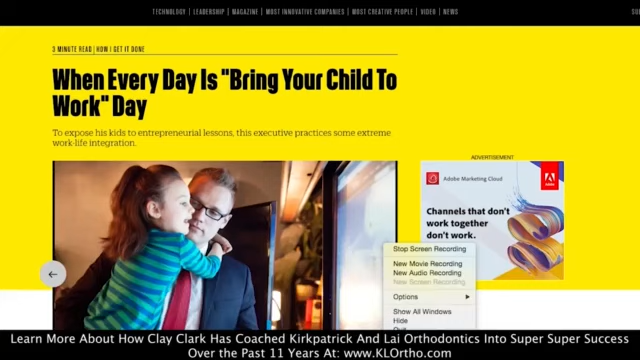 TECHNOLOGY | LEADERSHIP | MAGAZINE | MOST INNOVATIVE COMPANIES | MOST CREATIVE PEOPLE | VIDEO | NEWS
3 MINUTE READ | HOW I GET IT DONE
When Every Day Is "Bring Your Child To
Work" Day
To expose his kids to entrepreneurial lessons, this executive practices some extreme
work-life integration.
ADVERTISEMENT
Adobe Marketing Cloud
Adobe
Channels that don't
work together
don't work.
Stop Screen Recording
New Movie Recording
New Audio Recording
New Screen Recording
Options
Show All Windows
Hide
Learn More About How Clay Clark Has Coached Kirkpatrick And Lai Orthodontics Into Super Super Success
Over the Past 11 Years At: www.KLOrtho.com